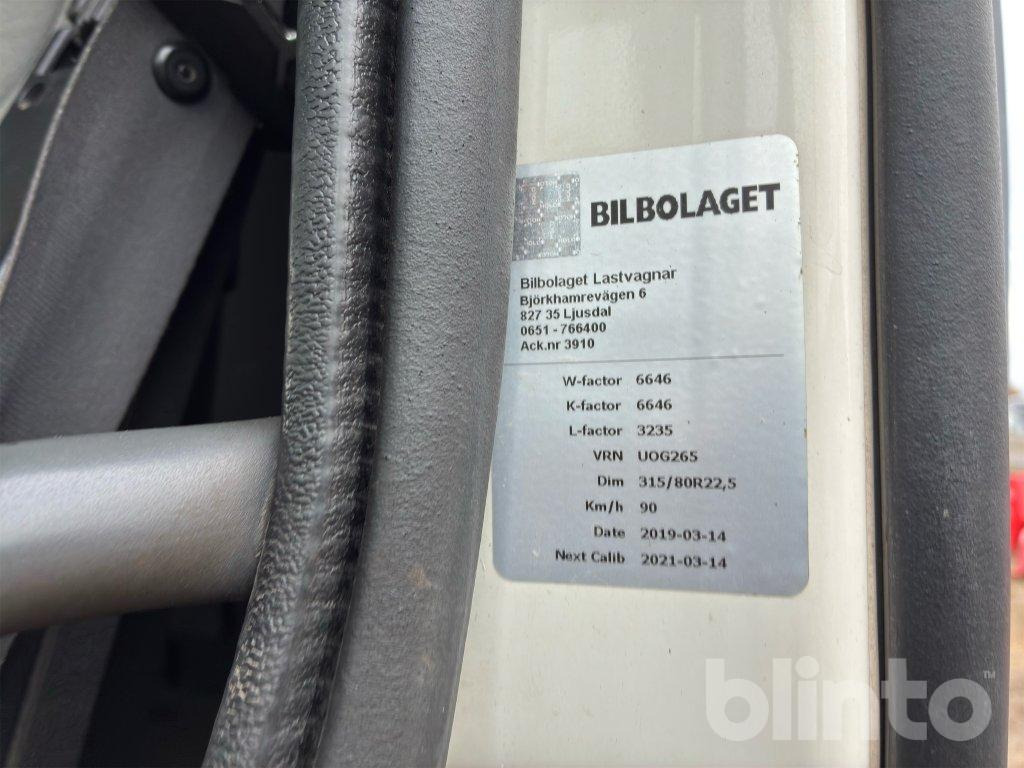 BILBOLAGET
Bilbolaget Lastvagnar
Björkhamrevägen 6
827 35 Ljusdal
0651 - 766400
Ack.nr 3910
W-factor 6646
K-factor 6646
L-factor 3235
VRN UOG265
Dim 315/80R22,5
Km/h 90
Date 2019-03-14
Next Calib 2021-03-14
blinto™